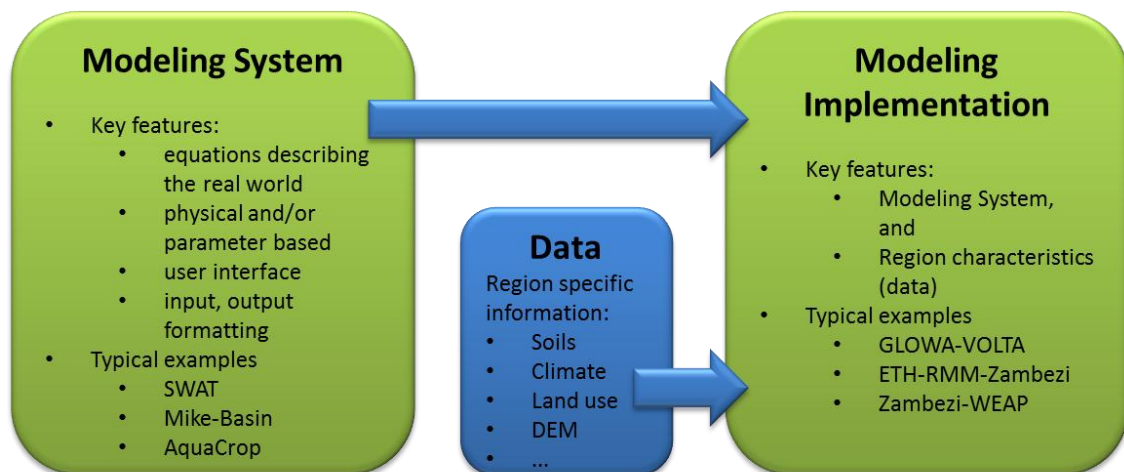 Modeling System
• Key features:
• equations describing
the real world
• physical and/or
parameter based
• user interface
• input, output
formatting
• Typical examples
• SWAT
• Mike-Basin
• AquaCrop
Data
Region specific
information:
• Soils
• Climate
• Land use
• DEM
• ...
Modeling
Implementation
• Key features:
• Modeling System,
and
• Region characteristics
(data)
• Typical examples
• GLOWA-VOLTA
• ETH-RMM-Zambezi
• Zambezi-WEAP